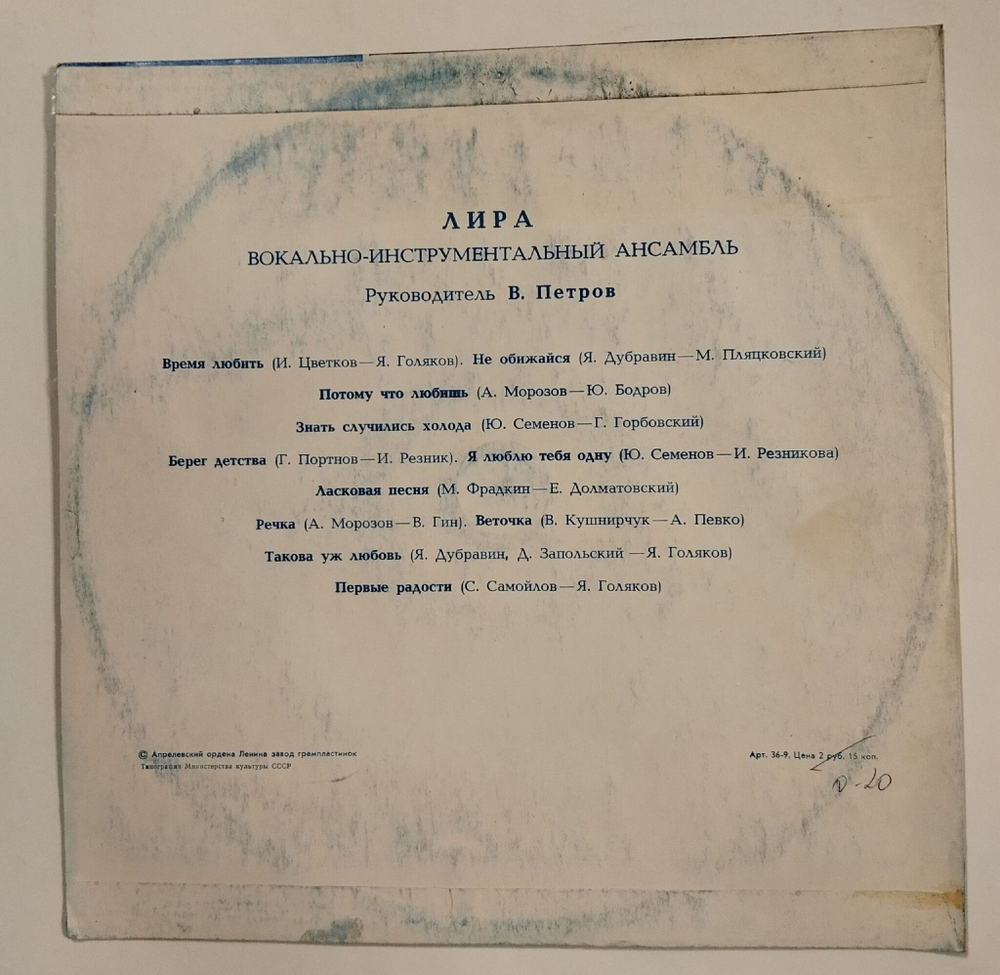 ЛИРА
ВОКАЛЬНО-ИНСТРУМЕНТАЛЬНЫЙ АНСАМБЛЬ
Руководитель В. Петров
Время любить (И. Цветков—Я. Голяков). Не обижайся (Я. Дубравин—М. Пляцковский)
Потому что любишь (А. Морозов—Ю. Бодров)
Знать случились холода (Ю. Семенов—Г. Горбовский)
Берег детства (Г. Портнов—И. Резник). Я люблю тебя одну (Ю. Семенов—И. Резникова)
Ласковая песня (М. Фрадкин—Е. Долматовский)
Речка (А. Морозов—В. Гин). Веточка (В. Кушнирчук—А. Певко)
Такова уж любовь (Я. Дубравин, Д. Запольский—Я. Голяков)
Первые радости (С. Самойлов—Я. Голяков)
© Апрелевский ордена Ленина завод грампластинок
Типография Министерства культуры СССР
Арт. 36-9. Цена 2 руб. 15 коп.
0-20